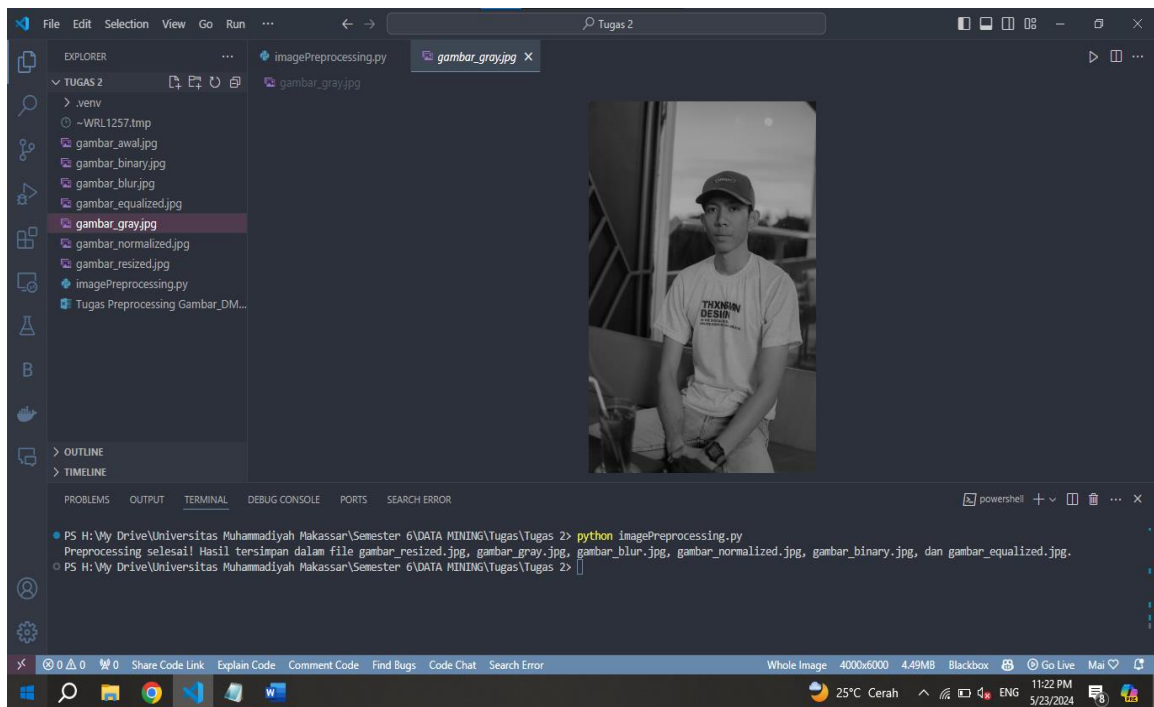 File Edit Selection View Go Run ... Tugas 2
EXPLORER ...
TUGAS 2
.venv
~WRL1257.tmp
gambar_awal.jpg
gambar_binary.jpg
gambar_blur.jpg
gambar_equalized.jpg
gambar_gray.jpg
gambar_normalized.jpg
gambar_resized.jpg
imagePreprocessing.py
Tugas Preprocessing Gambar_DM...
OUTLINE
TIMELINE
imagePreprocessing.py gambar_gray.jpg
gambar_gray.jpg
DESIGN
PROBLEMS OUTPUT TERMINAL DEBUG CONSOLE PORTS SEARCH ERROR powershell
PS H:\My Drive\Universitas Muhammadiyah Makassar\Semester 6\DATA MINING\Tugas\Tugas 2> python imagePreprocessing.py
Preprocessing selesai! Hasil tersimpan dalam file gambar_resized.jpg, gambar_gray.jpg, gambar_blur.jpg, gambar_normalized.jpg, gambar_binary.jpg, dan gambar_equalized.jpg.
PS H:\My Drive\Universitas Muhammadiyah Makassar\Semester 6\DATA MINING\Tugas\Tugas 2>
0 0 0 Share Code Link Explain Code Comment Code Find Bugs Code Chat Search Error Whole Image 4000x6000 4.49MB Blackbox Go Live Mai
25°C Cerah ENG 11:22 PM
5/23/2024 8